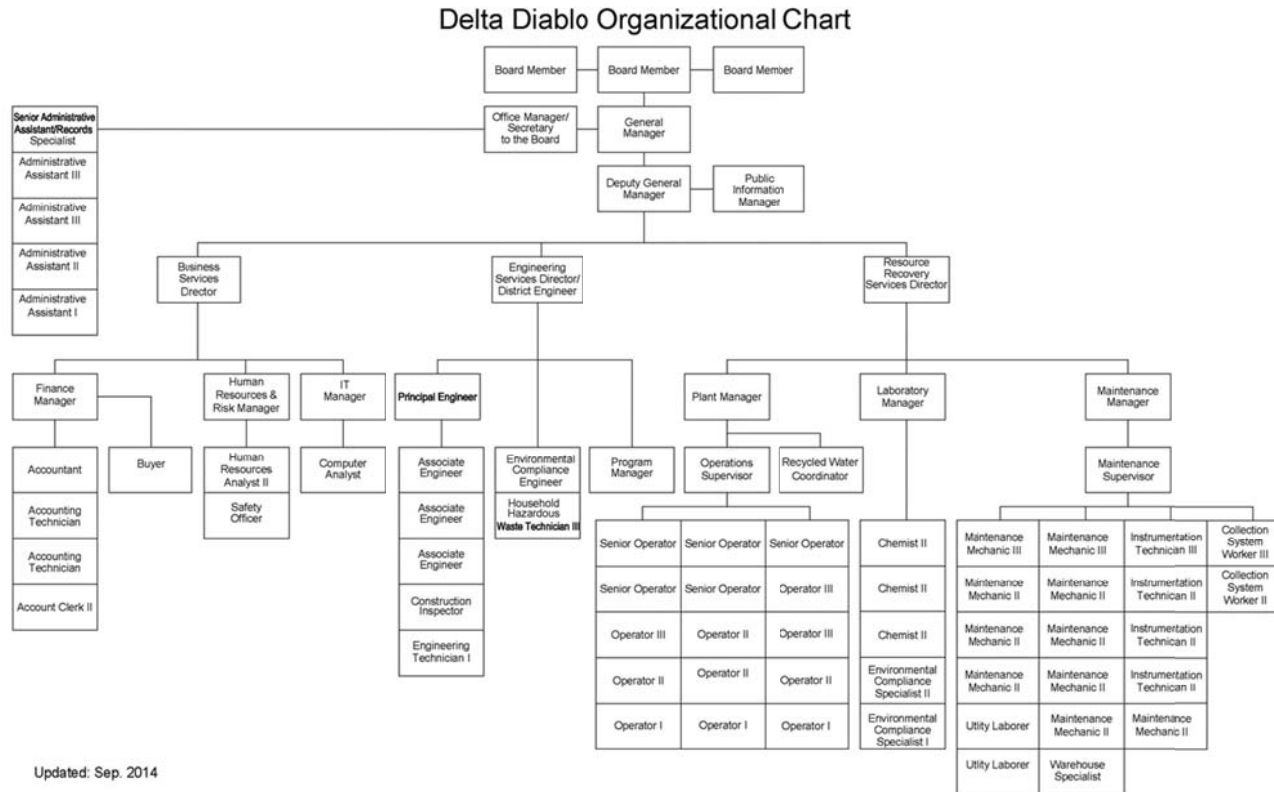 Delta Diablo Organizational Chart
Board Member
Board Member
Board Member
Senior Administrative
Assistant/Records
Specialist
Office Manager/
Secretary
to the Board
General
Manager
Administrative
Assistant III
Administrative
Assistant III
Administrative
Assistant II
Administrative
Assistant I
Deputy General
Manager
Public
Information
Manager
Business
Services
Drector
Engineering
Services Director/
District Engineer
Resource
Recovery
Services Director
Finance
Manager
Human
Resources &
Risk Manager
IT
Manager
Principal Engineer
Plant Manager
Laboratory
Manager
Maintenance
Manager
Accountant
Accounting
Technician
Accounting
Technician
Account Clerk II
Buyer
Human
Resources
Analyst II
Safety
Officer
Computer
Analyst
Associate
Engineer
Associate
Engineer
Associate
Engineer
Construction
Inspector
Engineering
Technician I
Environmental
Compliance
Engineer
Household
Hazardous
Waste Technician III
Program
Manager
Operations
Supervisor
Recycled Water
Coordinator
Maintenance
Supervisor
Senior Operator
Senior Operator
Senior Operator
Senior Operator
Senior Operator
Operator III
Operator III
Operator II
Operator III
Operator II
Operator II
Operator II
Operator I
Operator I
Operator I
Chemist II
Chemist II
Chemist II
Environmental
Compliance
Specialist II
Environmental
Compliance
Specialist I
Maintenance
Mechanic III
Maintenance
Mechanic III
Instrumentation
Technician III
Collection
System
Worker III
Maintenance
Mechanic II
Maintenance
Mechanic II
Instrumentation
Technician II
Collection
System
Worker II
Maintenance
Mechanic II
Maintenance
Mechanic II
Instrumentation
Technician II
Maintenance
Mechanic II
Maintenance
Mechanic II
Instrumentation
Technician II
Utlity Laborer
Maintenance
Mechanic II
Maintenance
Mechanic II
Utlity Laborer
Warehouse
Specialist
Updated: Sep. 2014